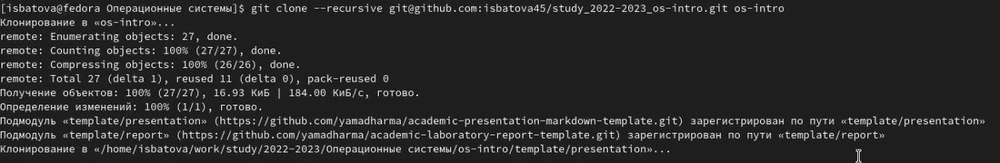 [isbatova@fedora Операционные системы]$ git clone --recursive git@github.com:isbatova45/study_2022-2023_os-intro.git os-intro
Клонирование в «os-intro»...
remote: Enumerating objects: 27, done.
remote: Counting objects: 100% (27/27), done.
remote: Compressing objects: 100% (26/26), done.
remote: Total 27 (delta 1), reused 11 (delta 0), pack-reused 0
Получение объектов: 100% (27/27), 16.93 КиБ | 184.00 КиБ/с, готово.
Определение изменений: 100% (1/1), готово.
Подмодуль «template/presentation» (https://github.com/yamadharma/academic-presentation-markdown-template.git) зарегистрирован по пути «template/presentation»
Подмодуль «template/report» (https://github.com/yamadharma/academic-laboratory-report-template.git) зарегистрирован по пути «template/report»
Клонирование в «/home/isbatova/work/study/2022-2023/Операционные системы/os-intro/template/presentation»...